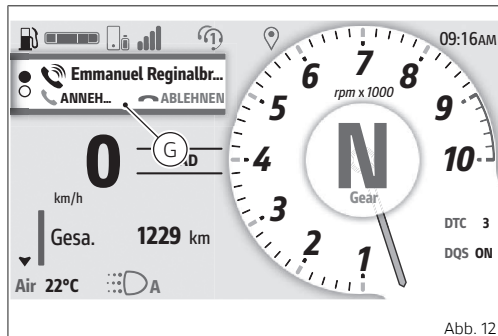 09:16AM
Emmanuel Reginalbr...
ANNEH... ABLEHNEN
G
0
km/h
Gesa. 1229 km
Air 22°C A
1
2
3
4
5
6
7
8
9
10
rpm x 1000
N
Gear
DTC 3
DQS ON
Abb. 12